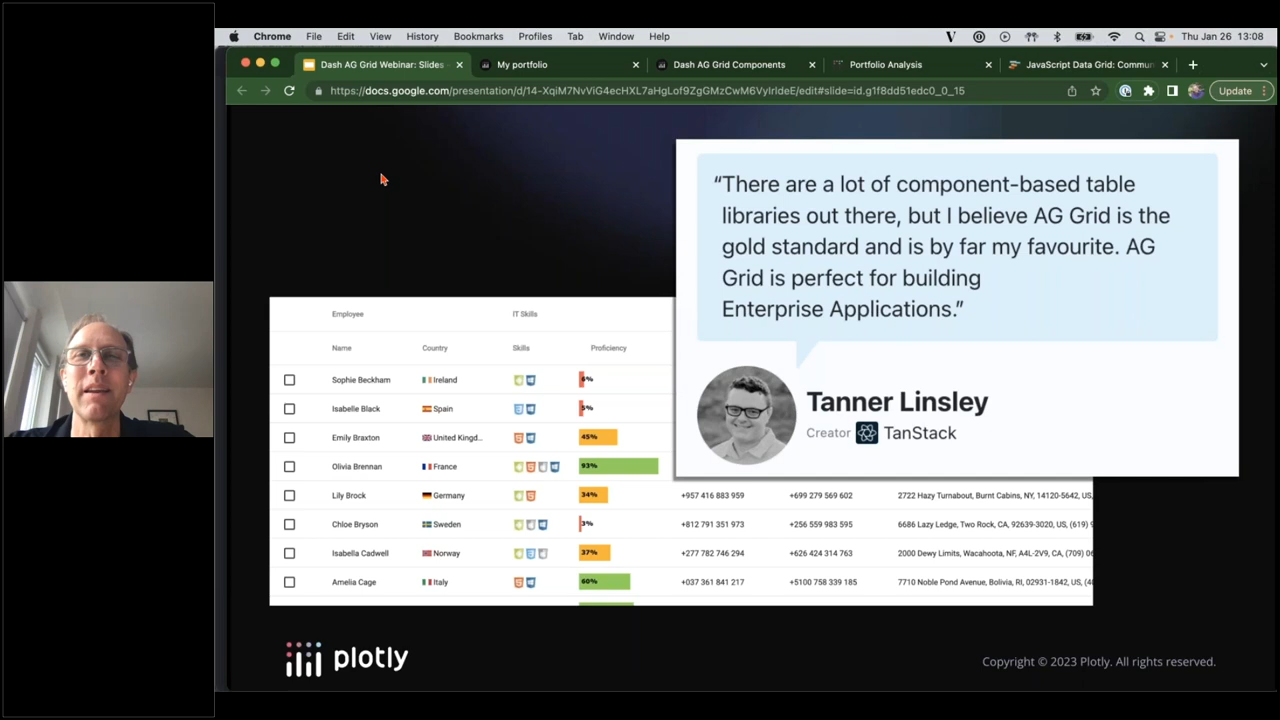 Chrome File Edit View History Bookmarks Profiles Tab Window Help Thu Jan 26 13:08
Dash AG Grid Webinar: Slides - My portfolio Dash AG Grid Components Portfolio Analysis JavaScript Data Grid: Commun
https://docs.google.com/presentation/d/14-XqiM7NvViG4ecHXL7aHgLof9ZgGMzCwM6VyIrIdeE/edit#slide=id.g1f8dd51edc0_0_15 Update
“There are a lot of component-based table
libraries out there, but I believe AG Grid is the
gold standard and is by far my favourite. AG
Grid is perfect for building
Enterprise Applications.”
Tanner Linsley
Creator TanStack
Employee IT Skills
Name Country Skills Proficiency
Sophie Beckham Ireland 6%
Isabelle Black Spain 5%
Emily Braxton United Kingd... 45%
Olivia Brennan France 93%
Lily Brock Germany 34% +957 416 883 959 +699 279 569 602 2722 Hazy Turnabout, Burnt Cabins, NY, 14120-5642, US,
Chloe Bryson Sweden 3% +812 791 351 973 +256 559 983 595 6686 Lazy Ledge, Two Rock, CA, 92639-3020, US, (619) 9
Isabella Cadwell Norway 37% +277 782 746 294 +626 424 314 763 2000 Dewy Limits, Wacahoota, NF, A4L-2V9, CA, (709) 06
Amelia Cage Italy 60% +037 361 841 217 +5100 758 339 185 7710 Noble Pond Avenue, Bolivia, RI, 02931-1842, US, (40
plotly
Copyright © 2023 Plotly. All rights reserved.